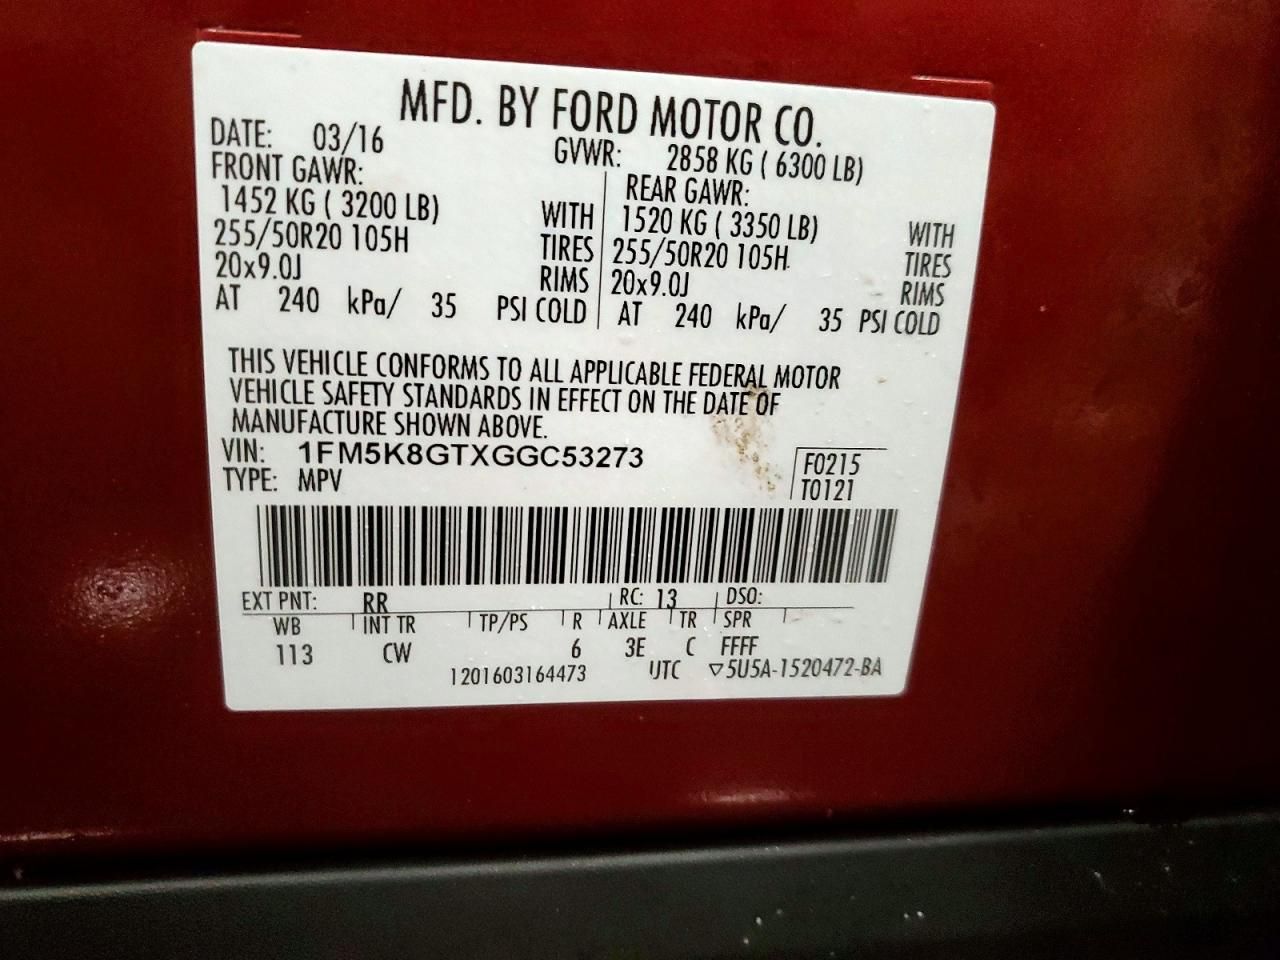 MFD. BY FORD MOTOR CO.
DATE: 03/16 GVWR: 2858 KG ( 6300 LB)
FRONT GAWR: REAR GAWR:
1452 KG ( 3200 LB) WITH 1520 KG ( 3350 LB) WITH
255/50R20 105H TIRES 255/50R20 105H TIRES
20x9.0J RIMS 20x9.0J RIMS
AT 240 kPa/ 35 PSI COLD AT 240 kPa/ 35 PSI COLD
THIS VEHICLE CONFORMS TO ALL APPLICABLE FEDERAL MOTOR
VEHICLE SAFETY STANDARDS IN EFFECT ON THE DATE OF
MANUFACTURE SHOWN ABOVE.
VIN: 1FM5K8GTXGGC53273 F0215
TYPE: MPV T0121
EXT PNT: RR RC: 13 DSO:
WB INT TR TP/PS R AXLE TR SPR
113 CW 6 3E C FFFF
1201603164473 UTC ▽5U5A-1520472-BA